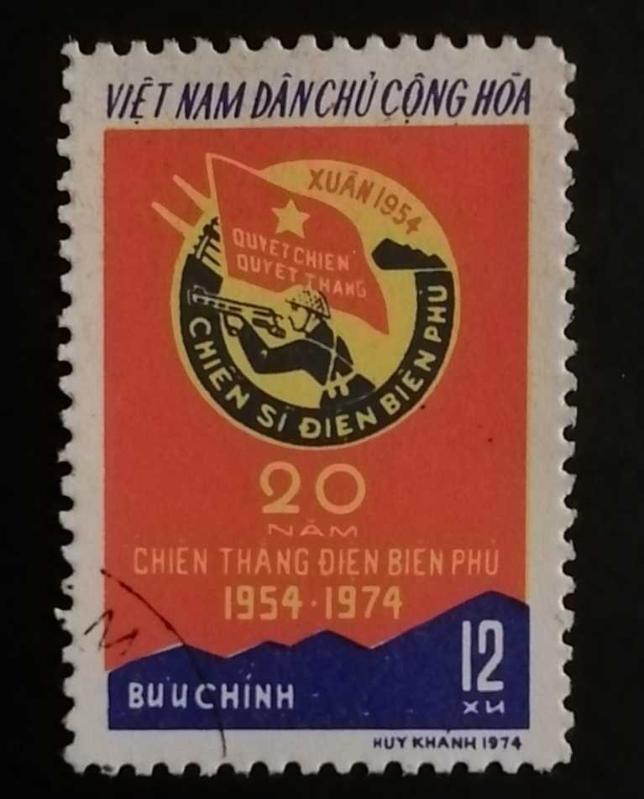 VIỆT NAM DÂN CHỦ CỘNG HÒA
XUÂN 1954
QUYẾT CHIẾN
QUYẾT THẮNG
CHIẾN SĨ ĐIỆN BIÊN PHỦ
20
NĂM
CHIẾN THẮNG ĐIỆN BIÊN PHỦ
1954 · 1974
12
XU
BƯU CHÍNH
HUY KHÁNH 1974
M